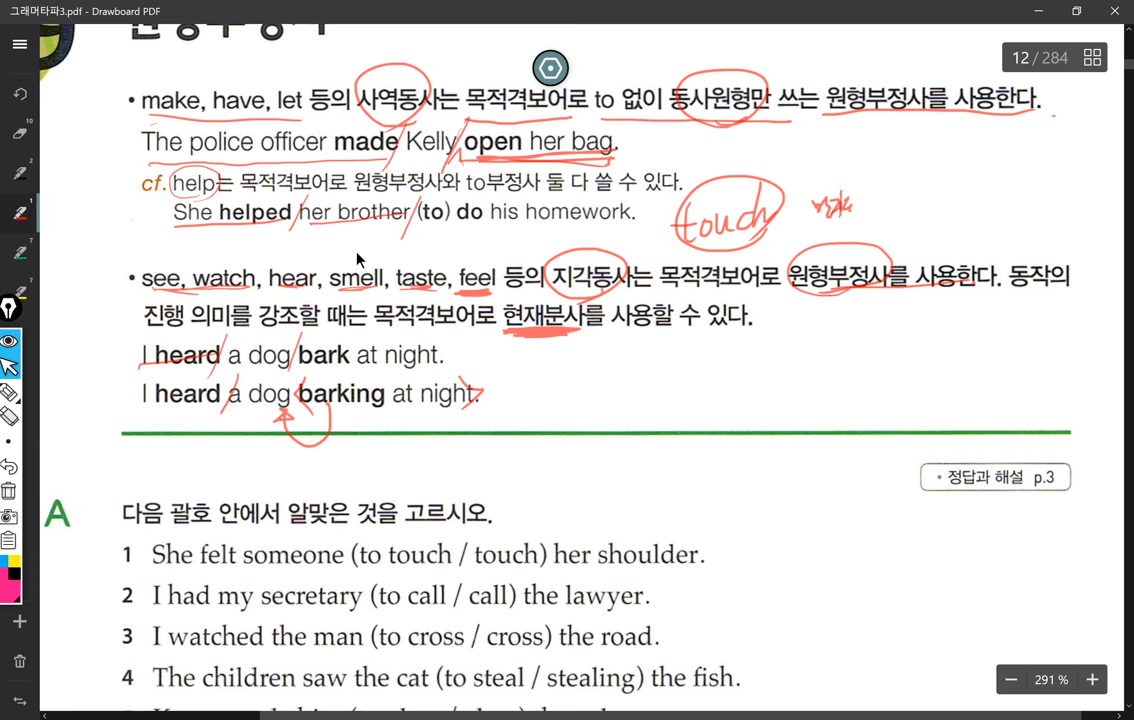 그래머타파3.pdf - Drawboard PDF
12 / 284
• make, have, let 등의 사역동사는 목적격보어로 to 없이 동사원형만 쓰는 원형부정사를 사용한다.
The police officer made Kelly open her bag.
cf. help는 목적격보어로 원형부정사와 to부정사 둘 다 쓸 수 있다.
She helped her brother (to) do his homework.
touch
• see, watch, hear, smell, taste, feel 등의 지각동사는 목적격보어로 원형부정사를 사용한다. 동작의
진행 의미를 강조할 때는 목적격보어로 현재분사를 사용할 수 있다.
I heard a dog bark at night.
I heard a dog barking at night.
• 정답과 해설 p.3
A 다음 괄호 안에서 알맞은 것을 고르시오.
1 She felt someone (to touch / touch) her shoulder.
2 I had my secretary (to call / call) the lawyer.
3 I watched the man (to cross / cross) the road.
4 The children saw the cat (to steal / stealing) the fish.
291 %